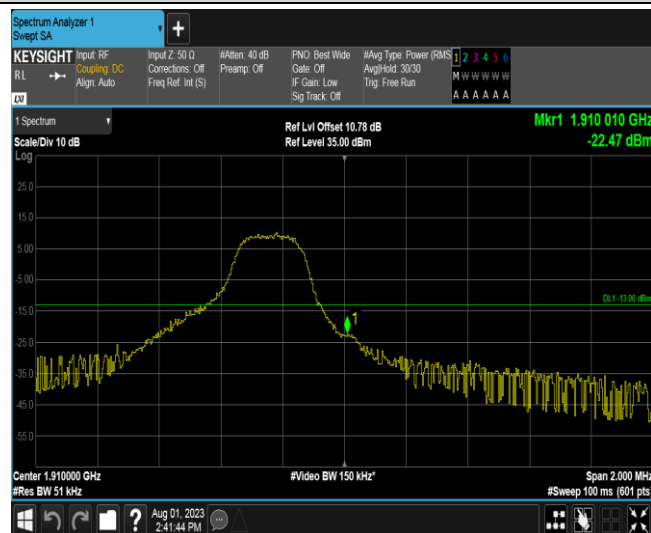 Spectrum Analyzer 1
Swept SA
KEYSIGHT
RL
Input: RF
Coupling: DC
Align: Auto
Input Z: 50 Ω
Corrections: Off
Freq Ref: Int (S)
#Atten: 40 dB
Preamp: Off
PNO: Best Wide
Gate: Off
IF Gain: Low
Sig Track: Off
#Avg Type: Power (RMS
Avg|Hold: 30/30
Trig: Free Run
1 2 3 4 5 6
M W W W W W
A A A A A A
LXI
1 Spectrum
Scale/Div 10 dB
Log
Ref Lvl Offset 10.78 dB
Ref Level 35.00 dBm
Mkr1 1.910 010 GHz
-22.47 dBm
25.0
15.0
5.00
-5.00
-15.0
-25.0
-35.0
-45.0
-55.0
DL1 -13.00 dBm
1
Center 1.910000 GHz
#Res BW 51 kHz
#Video BW 150 kHz*
Span 2.000 MHz
#Sweep 100 ms (601 pts)
Aug 01, 2023
2:41:44 PM